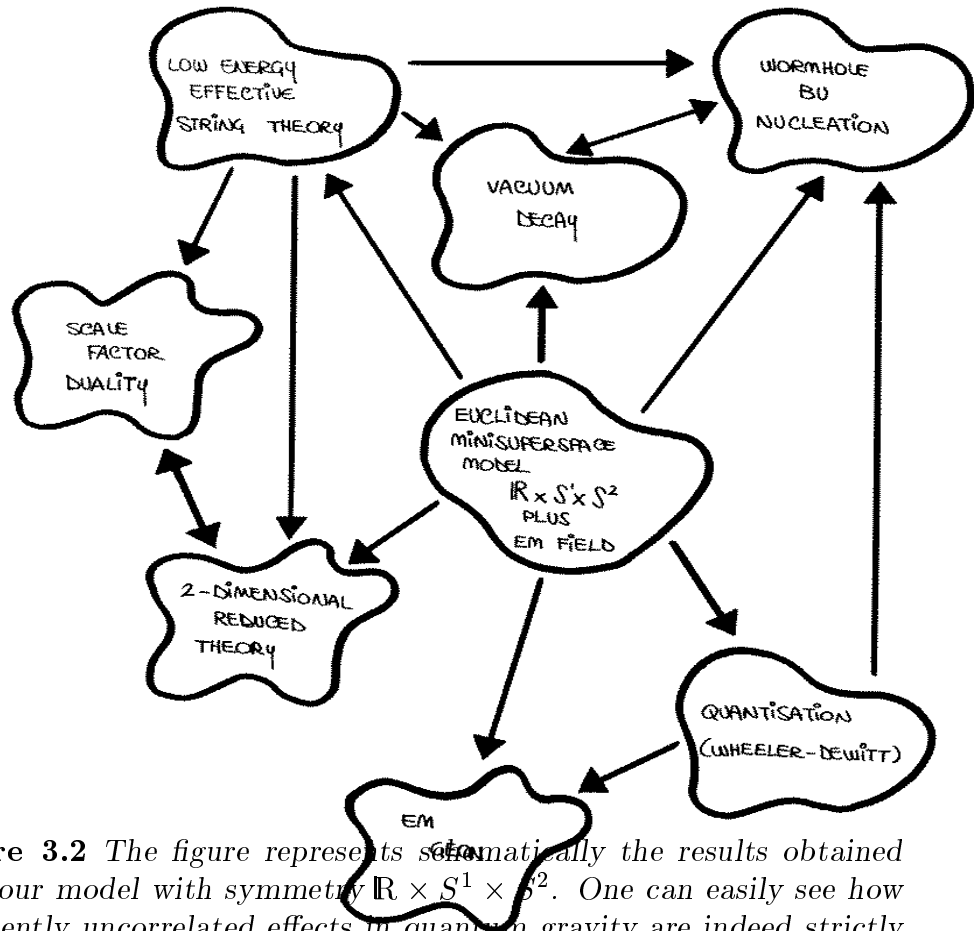 LOW ENERGY
EFFECTIVE
STRING THEORY
WORMHOLE
BU
NUCLEATION
VACUUM
DECAY
SCALE
FACTOR
DUALITY
EUCLIDEAN
MINISUPERSPACE
MODEL
ℝ × S¹ × S²
PLUS
EM FIELD
2-DIMENSIONAL
REDUCED
THEORY
QUANTISATION
(WHEELER-DEWITT)
EM
GEON
re 3.2 The figure represents schematically the results obtained
our model with symmetry ℝ × S¹ × S². One can easily see how
ently uncorrelated effects in quantum gravity are indeed strictly